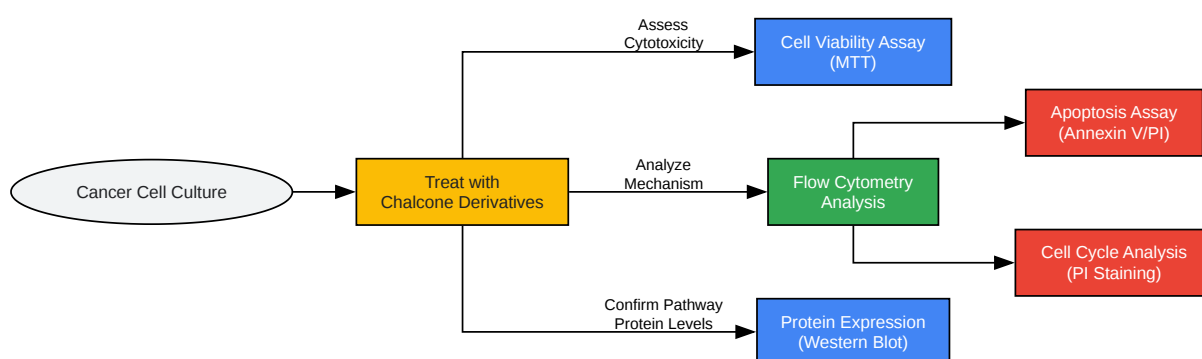 Cancer Cell Culture
Treat with
Chalcone Derivatives
Assess
Cytotoxicity
Cell Viability Assay
(MTT)
Analyze
Mechanism
Flow Cytometry
Analysis
Apoptosis Assay
(Annexin V/PI)
Cell Cycle Analysis
(PI Staining)
Confirm Pathway
Protein Levels
Protein Expression
(Western Blot)